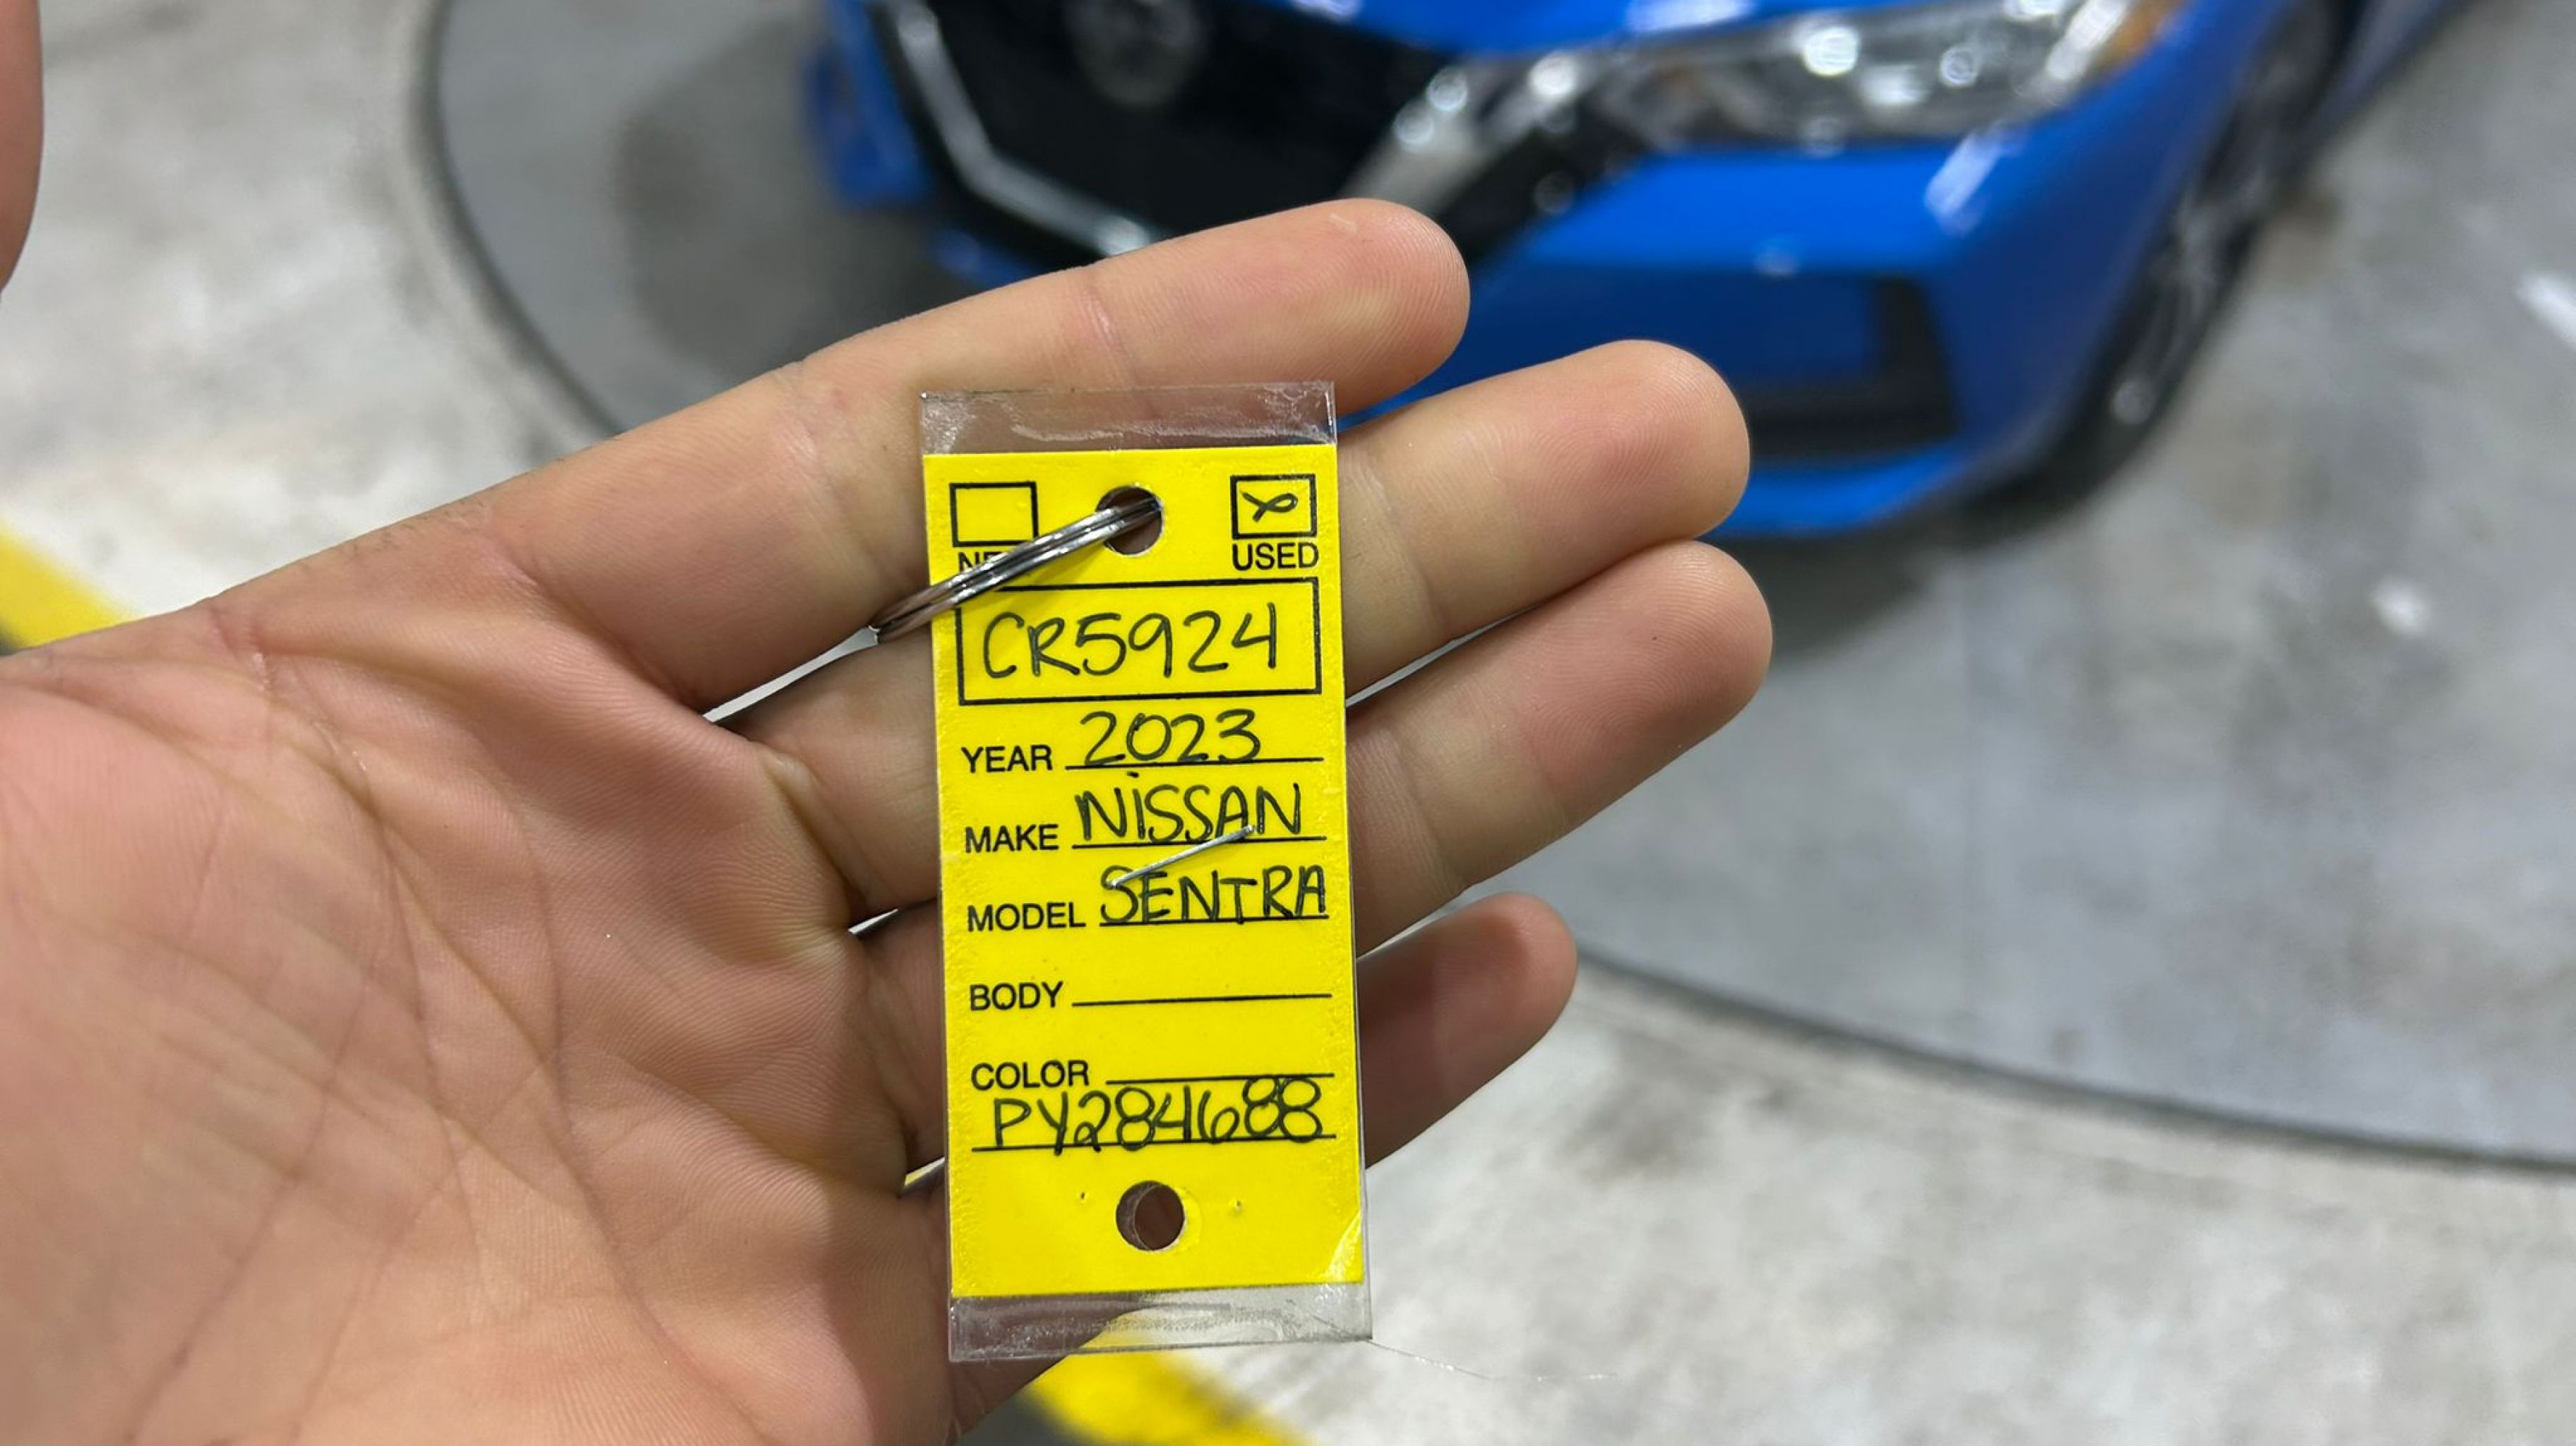 USED
CR5924
YEAR 2023
MAKE NISSAN
MODEL SENTRA
BODY
COLOR
PY284688